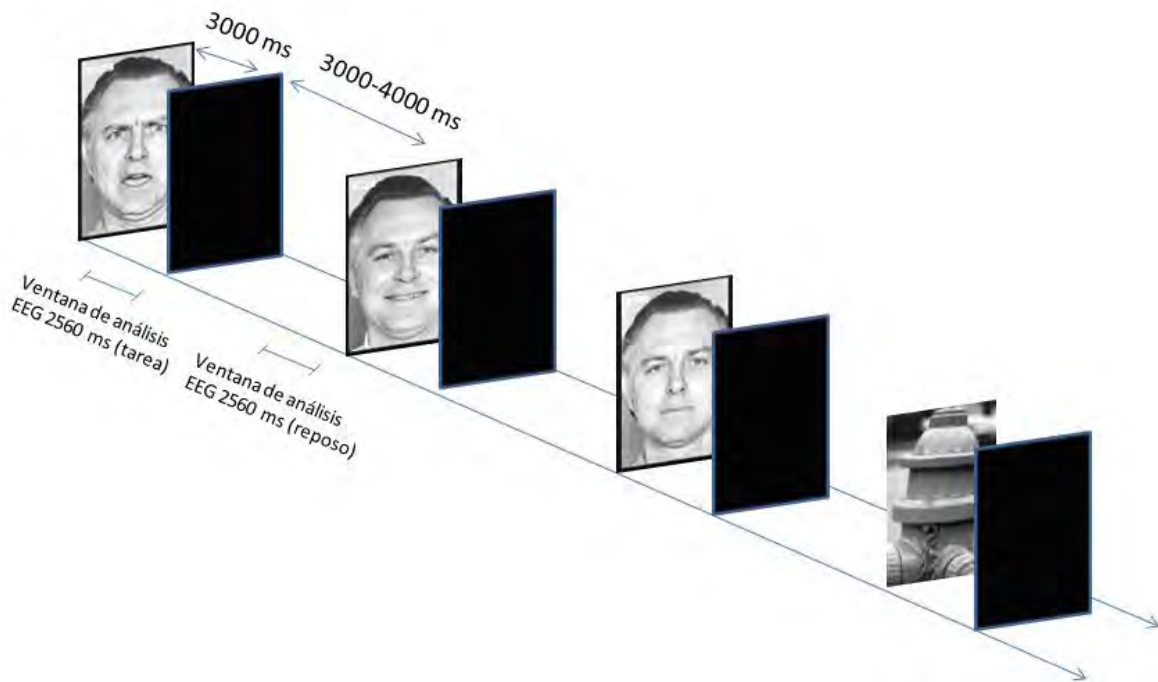 3000 ms
3000-4000 ms
Ventana de análisis
EEG 2560 ms (tarea)
Ventana de análisis
EEG 2560 ms (reposo)